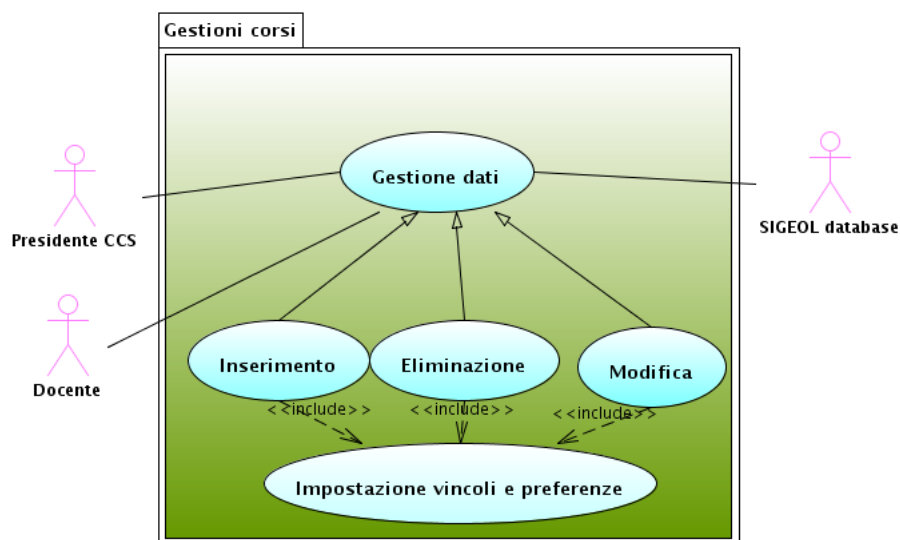 Gestioni corsi
Gestione dati
Presidente CCS
SIGEOL database
Docente
Inserimento
Eliminazione
Modifica
<<include>>
<<include>>
<<include>>
Impostazione vincoli e preferenze